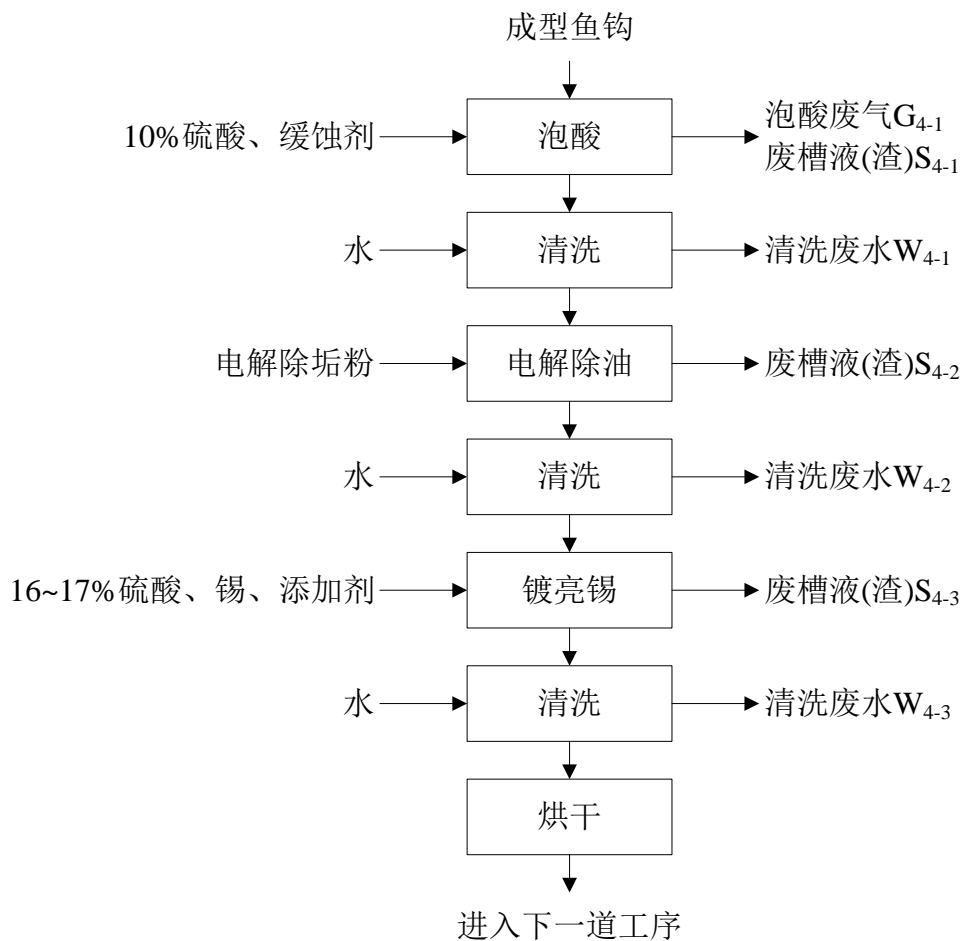 成型鱼钩
10%硫酸、缓蚀剂
泡酸
泡酸废气G4-1
废槽液(渣)S4-1
水
清洗
清洗废水W4-1
电解除垢粉
电解除油
废槽液(渣)S4-2
水
清洗
清洗废水W4-2
16~17%硫酸、锡、添加剂
镀亮锡
废槽液(渣)S4-3
水
清洗
清洗废水W4-3
烘干
进入下一道工序